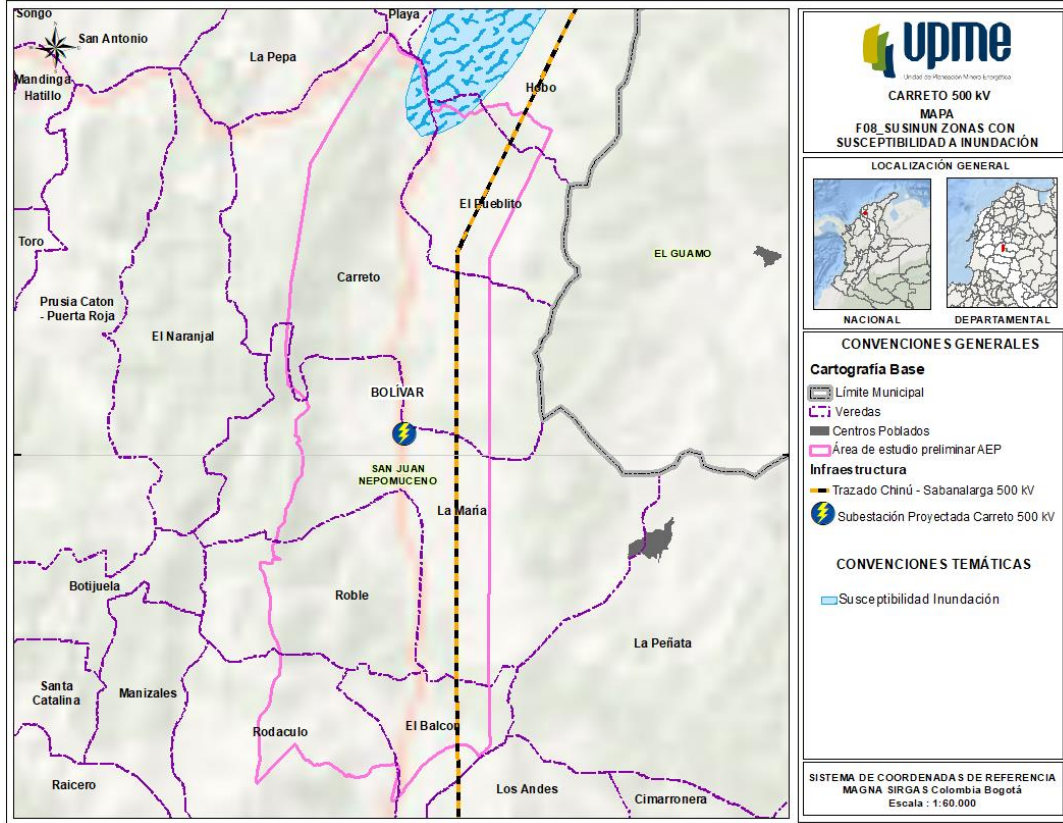 Songo
San Antonio
Playa
La Pepa
Mandinga
Hatillo
Hobo
El Pueblito
Toro
Carreto
EL GUAMO
Prusia Caton
- Puerta Roja
El Naranjal
BOLÍVAR
SAN JUAN
NEPOMUCENO
La Maria
Botijuela
Roble
La Peñata
Santa
Catalina
Manizales
Rodaculo
El Balcon
Raicero
Los Andes
Cimarronera
upme
Unidad de Planeación Minero Energética
CARRETO 500 kV
MAPA
F08_SUSINUN ZONAS CON
SUSCEPTIBILIDAD A INUNDACIÓN
LOCALIZACIÓN GENERAL
NACIONAL
DEPARTAMENTAL
CONVENCIONES GENERALES
Cartografía Base
Límite Municipal
Veredas
Centros Poblados
Área de estudio preliminar AEP
Infraestructura
Trazado Chinú - Sabanalarga 500 kV
Subestación Proyectada Carreto 500 kV
CONVENCIONES TEMÁTICAS
Susceptibilidad Inundación
SISTEMA DE COORDENADAS DE REFERENCIA
MAGNA SIRGAS Colombia Bogotá
Escala : 1:60.000